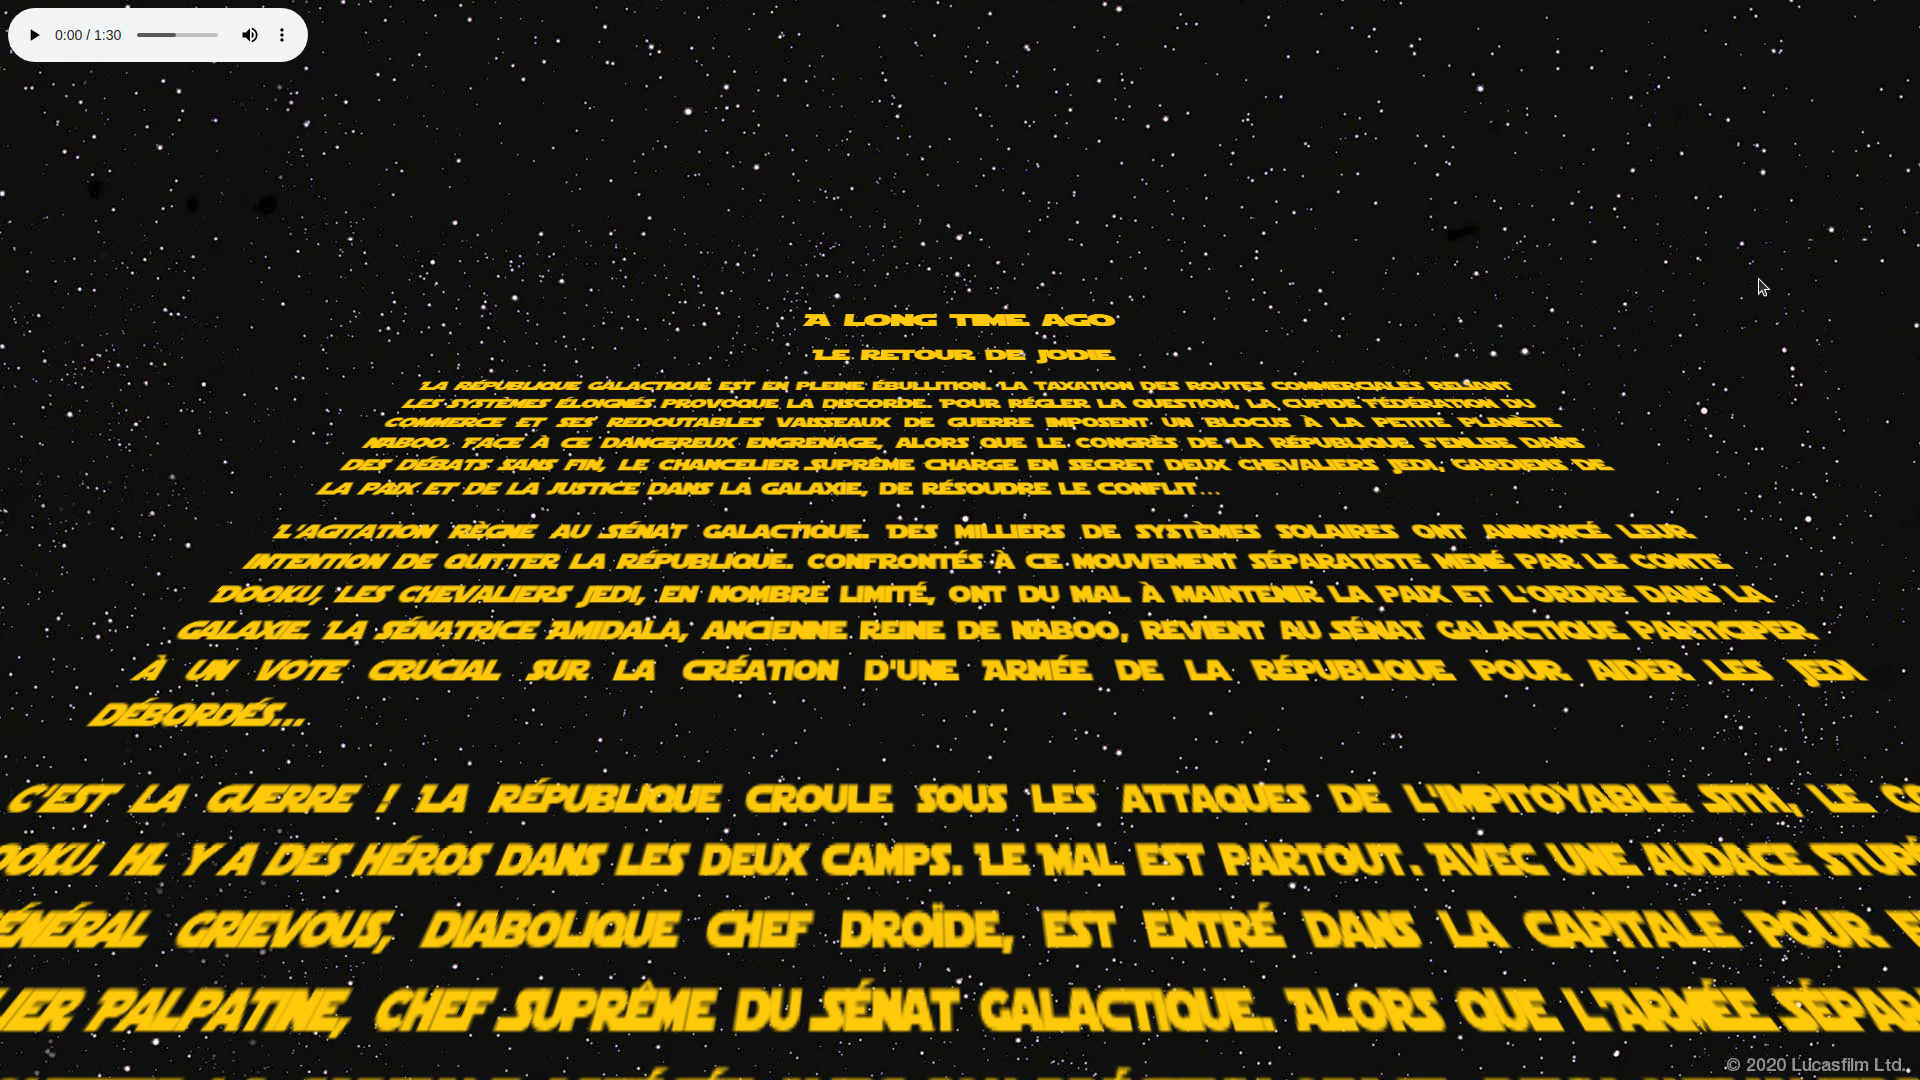 0:00 / 1:30
A LONG TIME AGO
LE RETOUR DE JODIE
LA RÉPUBLIQUE GALACTIQUE EST EN PLEINE ÉBULLITION. LA TAXATION DES ROUTES COMMERCIALES RELIANT
LES SYSTÈMES ÉLOIGNÉS PROVOQUE LA DISCORDE. POUR RÉGLER LA QUESTION, LA CUPIDE FÉDÉRATION DU
COMMERCE ET SES REDOUTABLES VAISSEAUX DE GUERRE IMPOSENT UN BLOCUS À LA PETITE PLANÈTE
NABOO. FACE À CE DANGEREUX ENGRENAGE, ALORS QUE LE CONGRÈS DE LA RÉPUBLIQUE S'ENLISE DANS
DES DÉBATS SANS FIN, LE CHANCELIER SUPRÊME CHARGE EN SECRET DEUX CHEVALIERS JEDI, GARDIENS DE
LA PAIX ET DE LA JUSTICE DANS LA GALAXIE, DE RÉSOUDRE LE CONFLIT...
L'AGITATION RÈGNE AU SÉNAT GALACTIQUE. DES MILLIERS DE SYSTÈMES SOLAIRES ONT ANNONCÉ LEUR
INTENTION DE QUITTER LA RÉPUBLIQUE. CONFRONTÉS À CE MOUVEMENT SÉPARATISTE MENÉ PAR LE COMTE
DOOKU, LES CHEVALIERS JEDI, EN NOMBRE LIMITÉ, ONT DU MAL À MAINTENIR LA PAIX ET L'ORDRE DANS LA
GALAXIE. LA SÉNATRICE AMIDALA, ANCIENNE REINE DE NABOO, REVIENT AU SÉNAT GALACTIQUE PARTICIPER
À UN VOTE CRUCIAL SUR LA CRÉATION D'UNE ARMÉE DE LA RÉPUBLIQUE POUR AIDER LES JEDI
DÉBORDÉS...
C'EST LA GUERRE ! LA RÉPUBLIQUE CROULE SOUS LES ATTAQUES DE L'IMPITOYABLE SITH, LE CO
OOKU. HL Y A DES HÉROS DANS LES DEUX CAMPS. LE MAL EST PARTOUT. AVEC UNE AUDACE STUPÉ
ÉNÉRAL GRIEVOUS, DIABOLIQUE CHEF DROÏDE, EST ENTRÉ DANS LA CAPITALE POUR
LIER PALPATINE, CHEF SUPRÊME DU SÉNAT GALACTIQUE. ALORS QUE L'ARMÉE SÉPAR
© 2020 Lucasfilm Ltd.